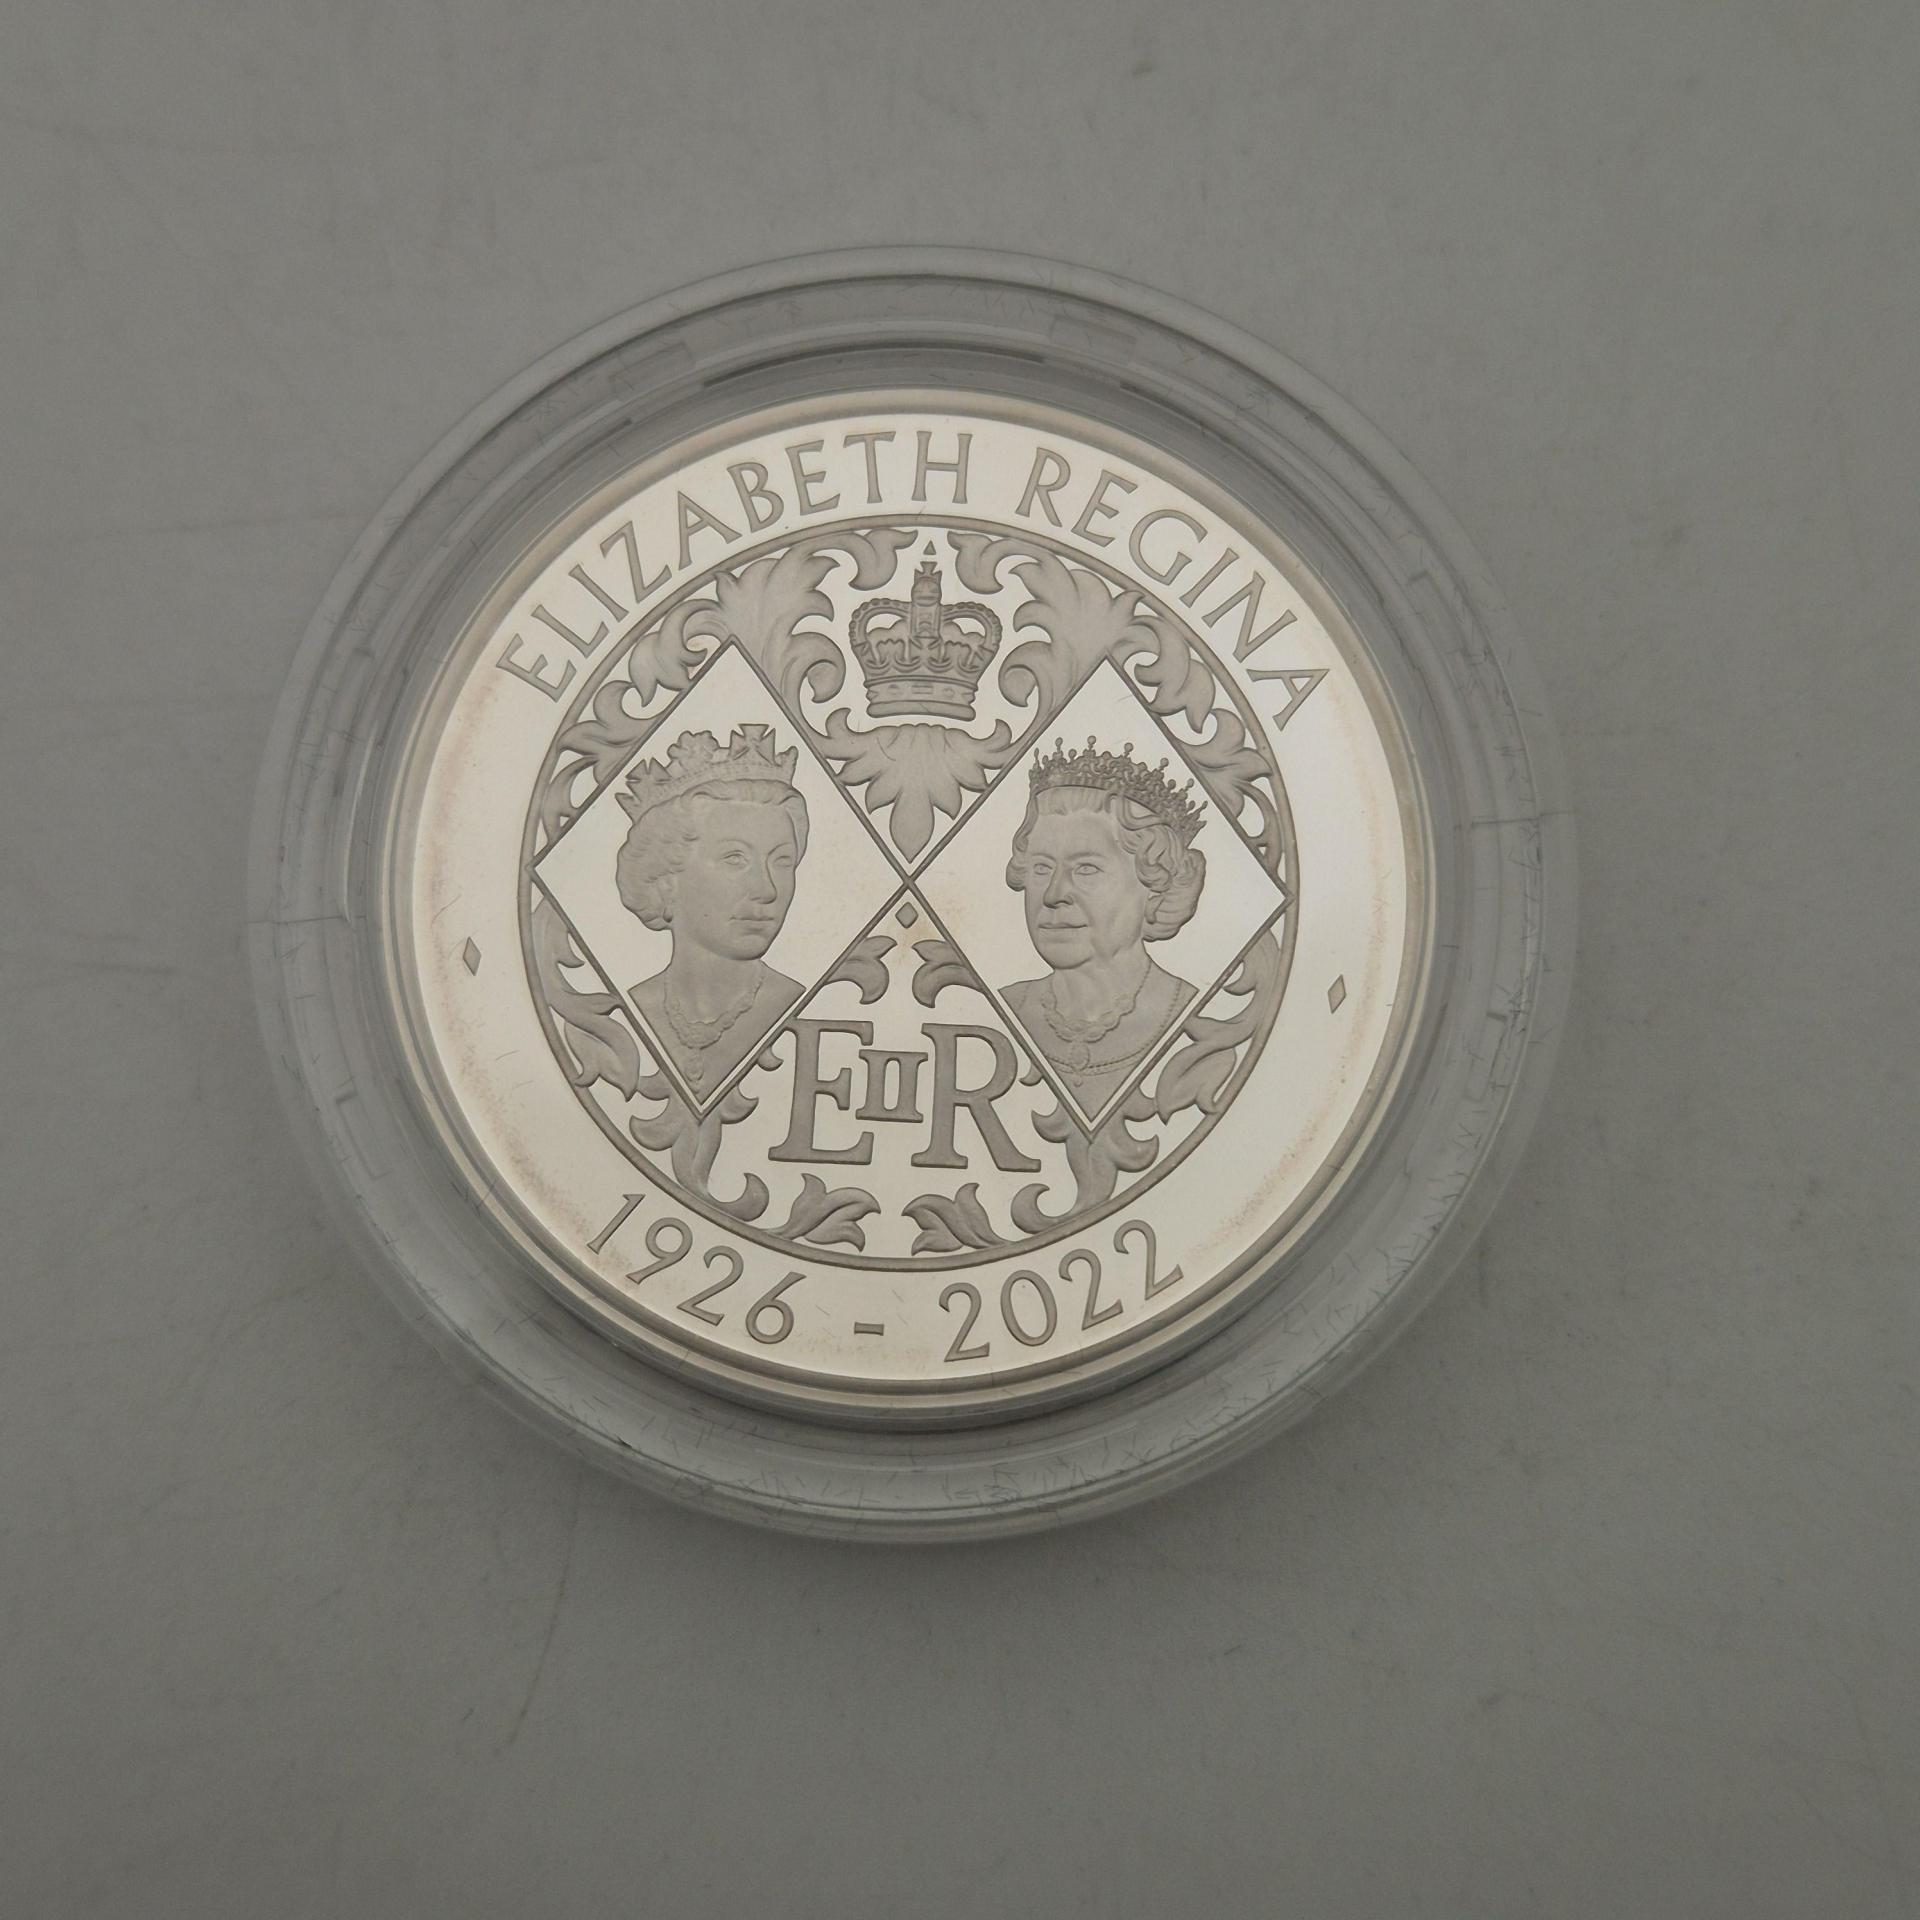 ELIZABETH REGINA
EIIR
1926 - 2022